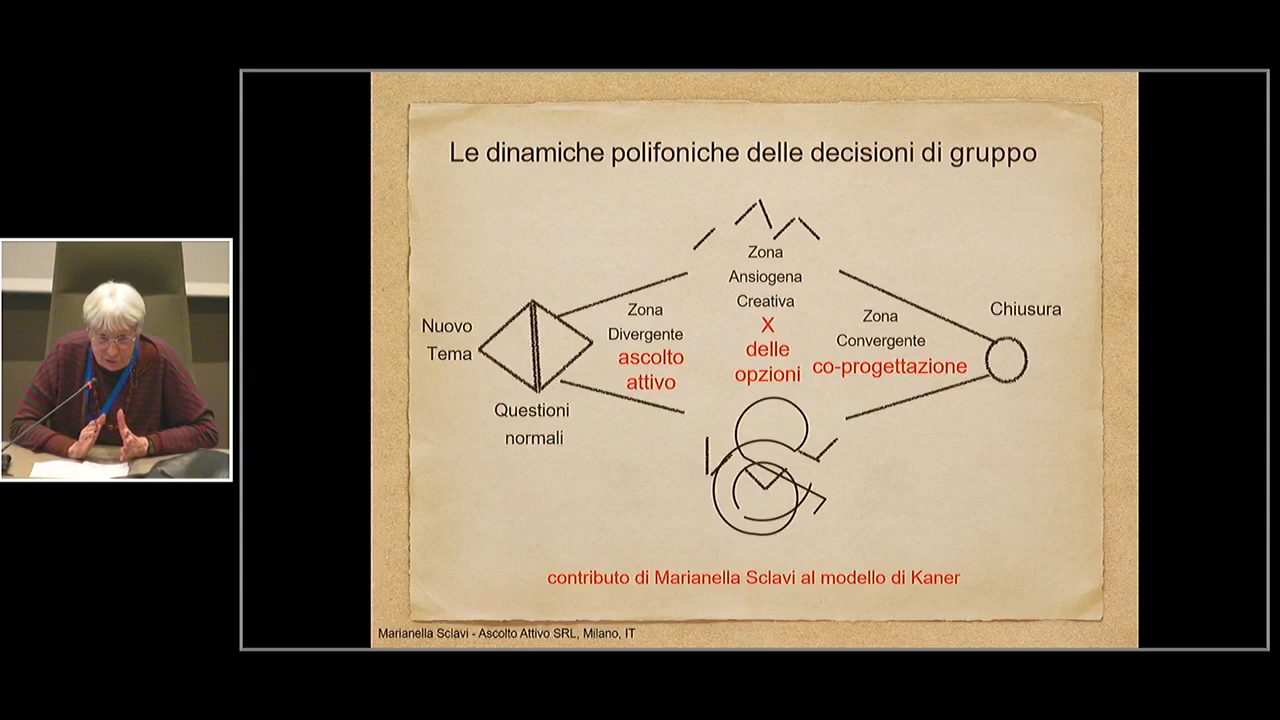 Le dinamiche polifoniche delle decisioni di gruppo
Nuovo
Tema
Questioni
normali
Zona
Divergente
ascolto
attivo
Zona
Ansiogena
Creativa
X
delle
opzioni
Zona
Convergente
co-progettazione
Chiusura
contributo di Marianella Sclavi al modello di Kaner
Marianella Sclavi - Ascolto Attivo SRL, Milano, IT